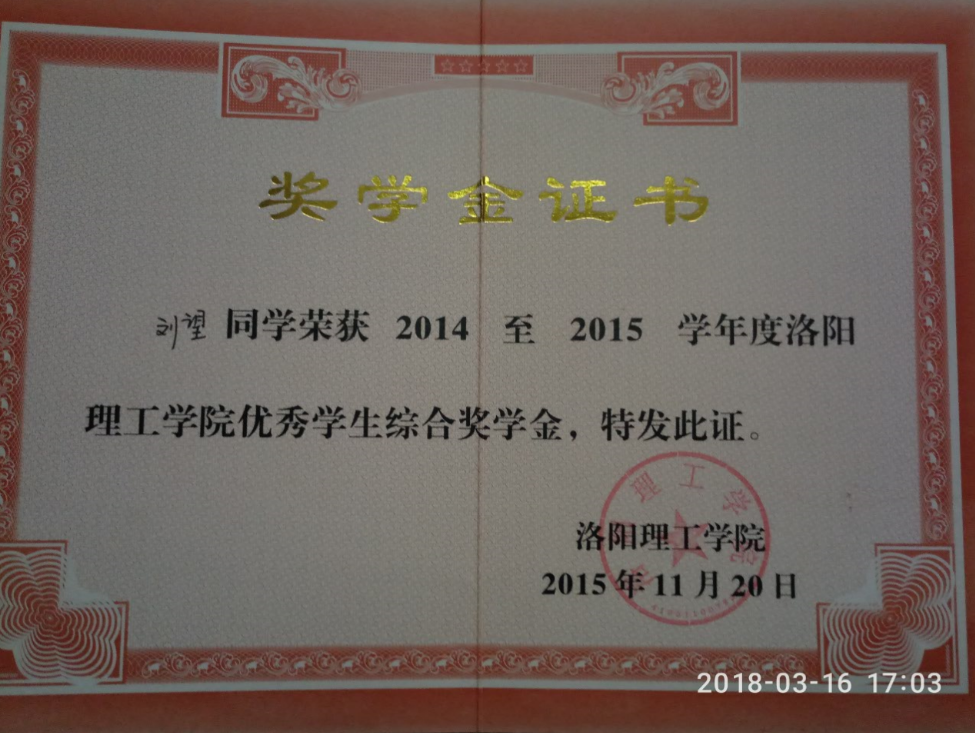 奖学金证书
刘望 同学荣获 2014 至 2015 学年度洛阳
理工学院优秀学生综合奖学金，特发此证。
理工学院
洛阳理工学院
2015 年 11 月 20 日
2018-03-16 17:03